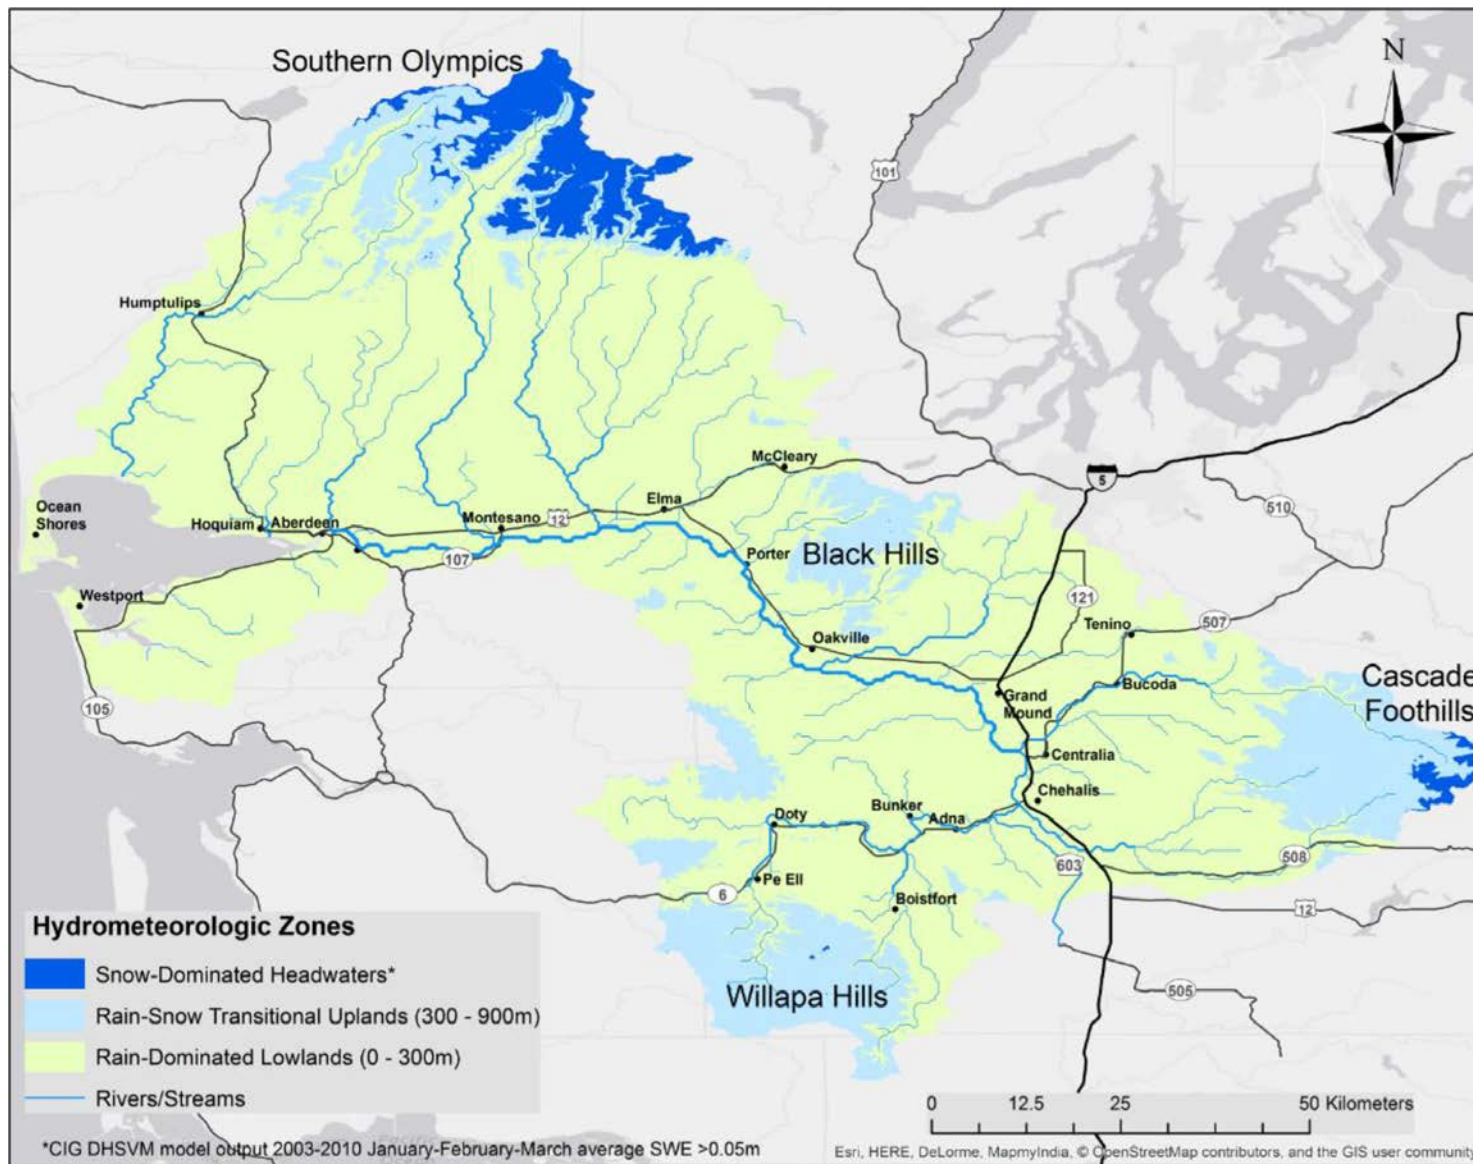 Southern Olympics
N
101
Humptulips
McCleary
5
Elma
510
Ocean
Shores
Hoquiam
Aberdeen
Montesano
12
107
Porter
Black Hills
Westport
121
Tenino
507
Oakville
Cascade
Foothills
105
Grand
Mound
Bucoda
Centralia
Chehalis
Doty
Bunker
Adna
603
508
6
Pe Ell
Boistfort
12
Willapa Hills
505
Hydrometeorologic Zones
Snow-Dominated Headwaters*
Rain-Snow Transitional Uplands (300 - 900m)
Rain-Dominated Lowlands (0 - 300m)
Rivers/Streams
0 12.5 25 50 Kilometers
*CIG DHSVM model output 2003-2010 January-February-March average SWE >0.05m
Esri, HERE, DeLorme, MapmyIndia, © OpenStreetMap contributors, and the GIS user community